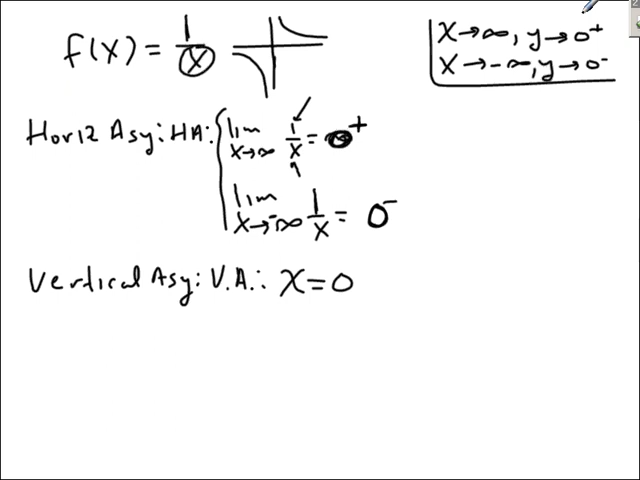 f(x) = 1/x
x→∞, y→0⁺
x→-∞, y→0⁻
Horiz Asy: HA: lim x→∞ 1/x = 0⁺
lim x→-∞ 1/x = 0⁻
Vertical Asy: V.A.: x=0